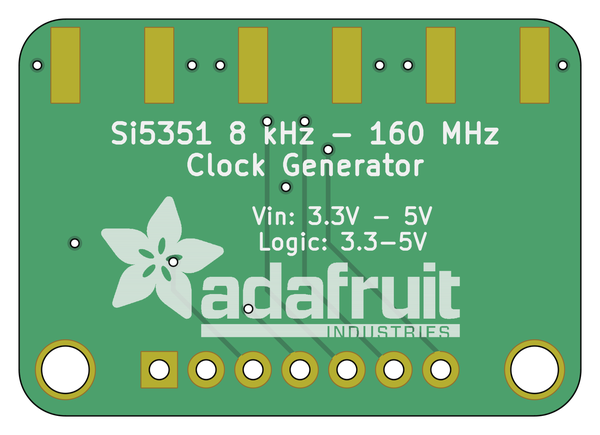 Si5351 8 kHz - 160 MHz
Clock Generator
Vin: 3.3V - 5V
Logic: 3.3-5V
adafruit
INDUSTRIES